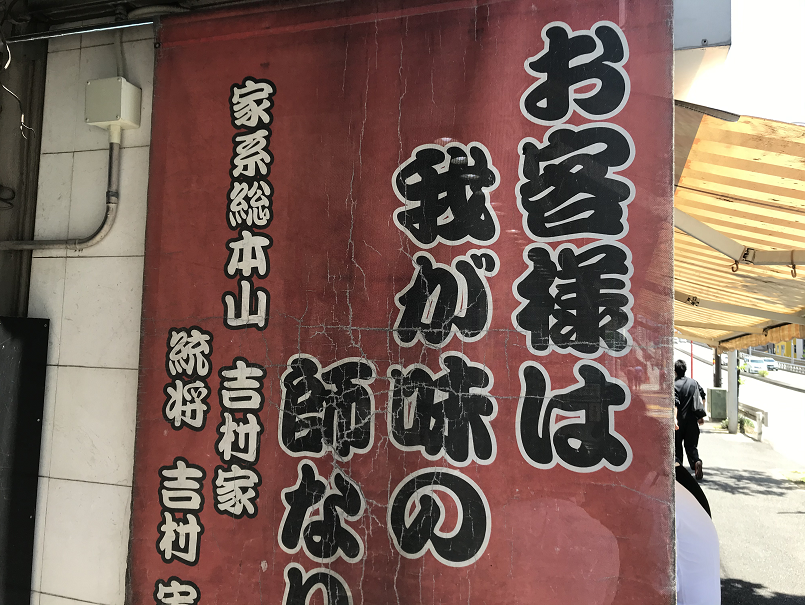 お客様は
我が味の
師なり
家系総本山 吉村家
統将 吉村